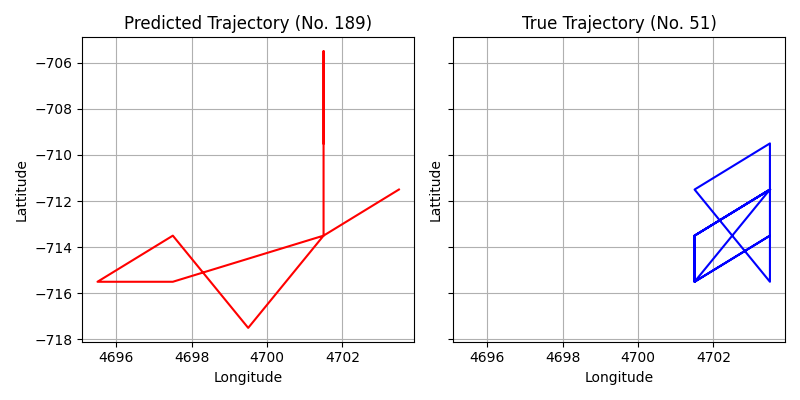 Predicted Trajectory (No. 189)
True Trajectory (No. 51)
−706
−708
−710
−712
−714
−716
−718
Lattitude
Lattitude
4696 4698 4700 4702
4696 4698 4700 4702
Longitude
Longitude